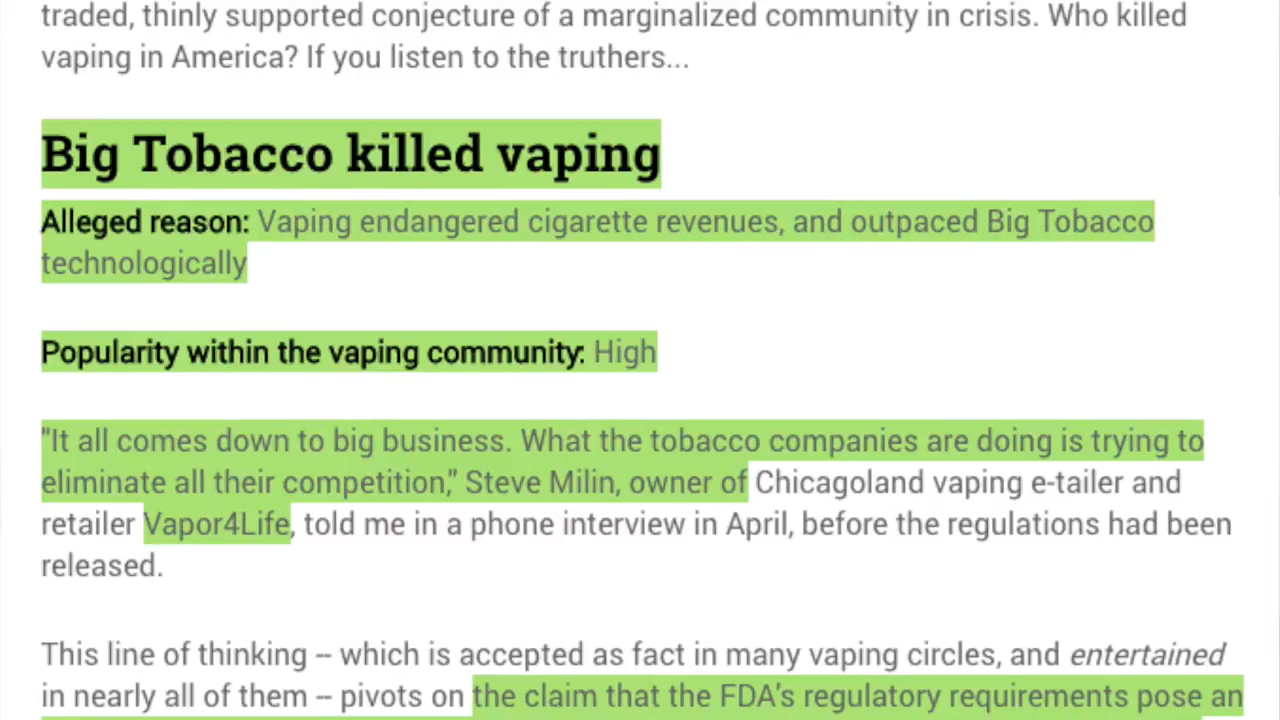 traded, thinly supported conjecture of a marginalized community in crisis. Who killed
vaping in America? If you listen to the truthers...
Big Tobacco killed vaping
Alleged reason: Vaping endangered cigarette revenues, and outpaced Big Tobacco
technologically
Popularity within the vaping community: High
"It all comes down to big business. What the tobacco companies are doing is trying to
eliminate all their competition," Steve Milin, owner of Chicagoland vaping e-tailer and
retailer Vapor4Life, told me in a phone interview in April, before the regulations had been
released.
This line of thinking -- which is accepted as fact in many vaping circles, and entertained
in nearly all of them -- pivots on the claim that the FDA's regulatory requirements pose an